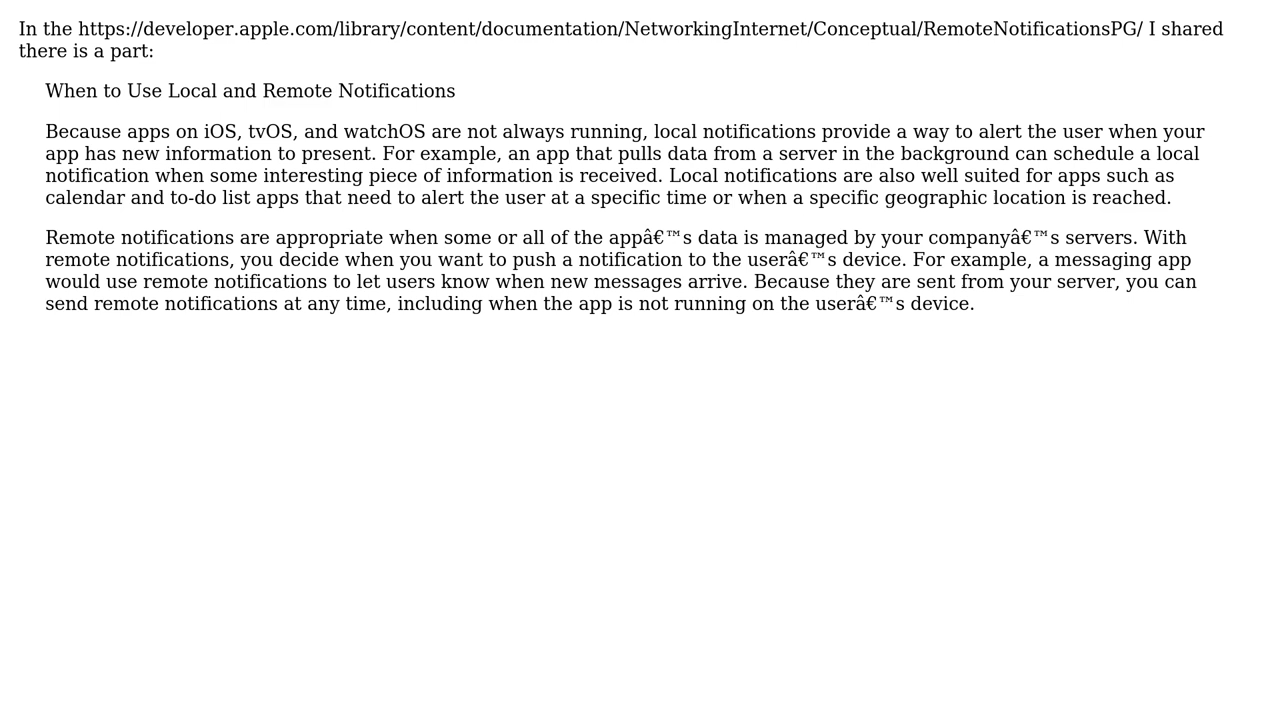 In the https://developer.apple.com/library/content/documentation/NetworkingInternet/Conceptual/RemoteNotificationsPG/ I shared
there is a part:
When to Use Local and Remote Notifications
Because apps on iOS, tvOS, and watchOS are not always running, local notifications provide a way to alert the user when your
app has new information to present. For example, an app that pulls data from a server in the background can schedule a local
notification when some interesting piece of information is received. Local notifications are also well suited for apps such as
calendar and to-do list apps that need to alert the user at a specific time or when a specific geographic location is reached.
Remote notifications are appropriate when some or all of the appâ€™s data is managed by your companyâ€™s servers. With
remote notifications, you decide when you want to push a notification to the userâ€™s device. For example, a messaging app
would use remote notifications to let users know when new messages arrive. Because they are sent from your server, you can
send remote notifications at any time, including when the app is not running on the userâ€™s device.